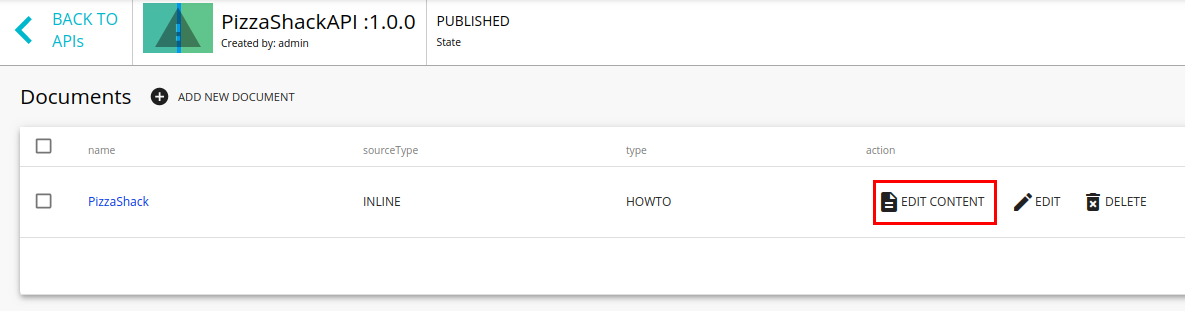 BACK TO
APIs
PizzaShackAPI :1.0.0
Created by: admin
PUBLISHED
State
Documents ADD NEW DOCUMENT
name sourceType type action
PizzaShack INLINE HOWTO EDIT CONTENT EDIT DELETE